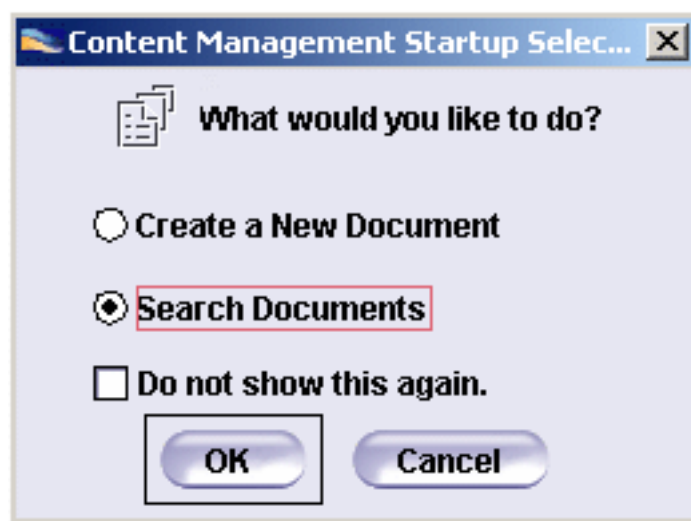 Content Management Startup Selec...
What would you like to do?
Create a New Document
Search Documents
Do not show this again.
OK Cancel